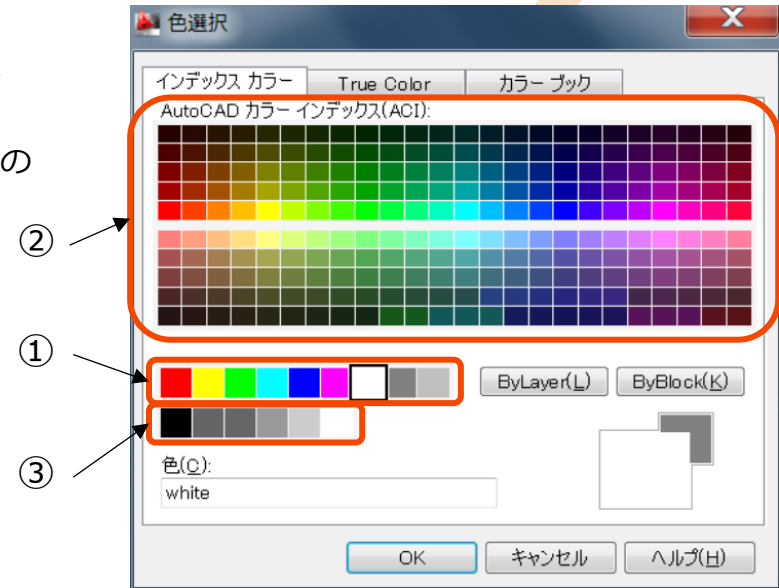 色選択
インデックス カラー
True Color
カラー ブック
AutoCAD カラー インデックス(ACI):
の
②
①
ByLayer(L)
ByBlock(K)
③
色(C):
white
OK
キャンセル
ヘルプ(H)